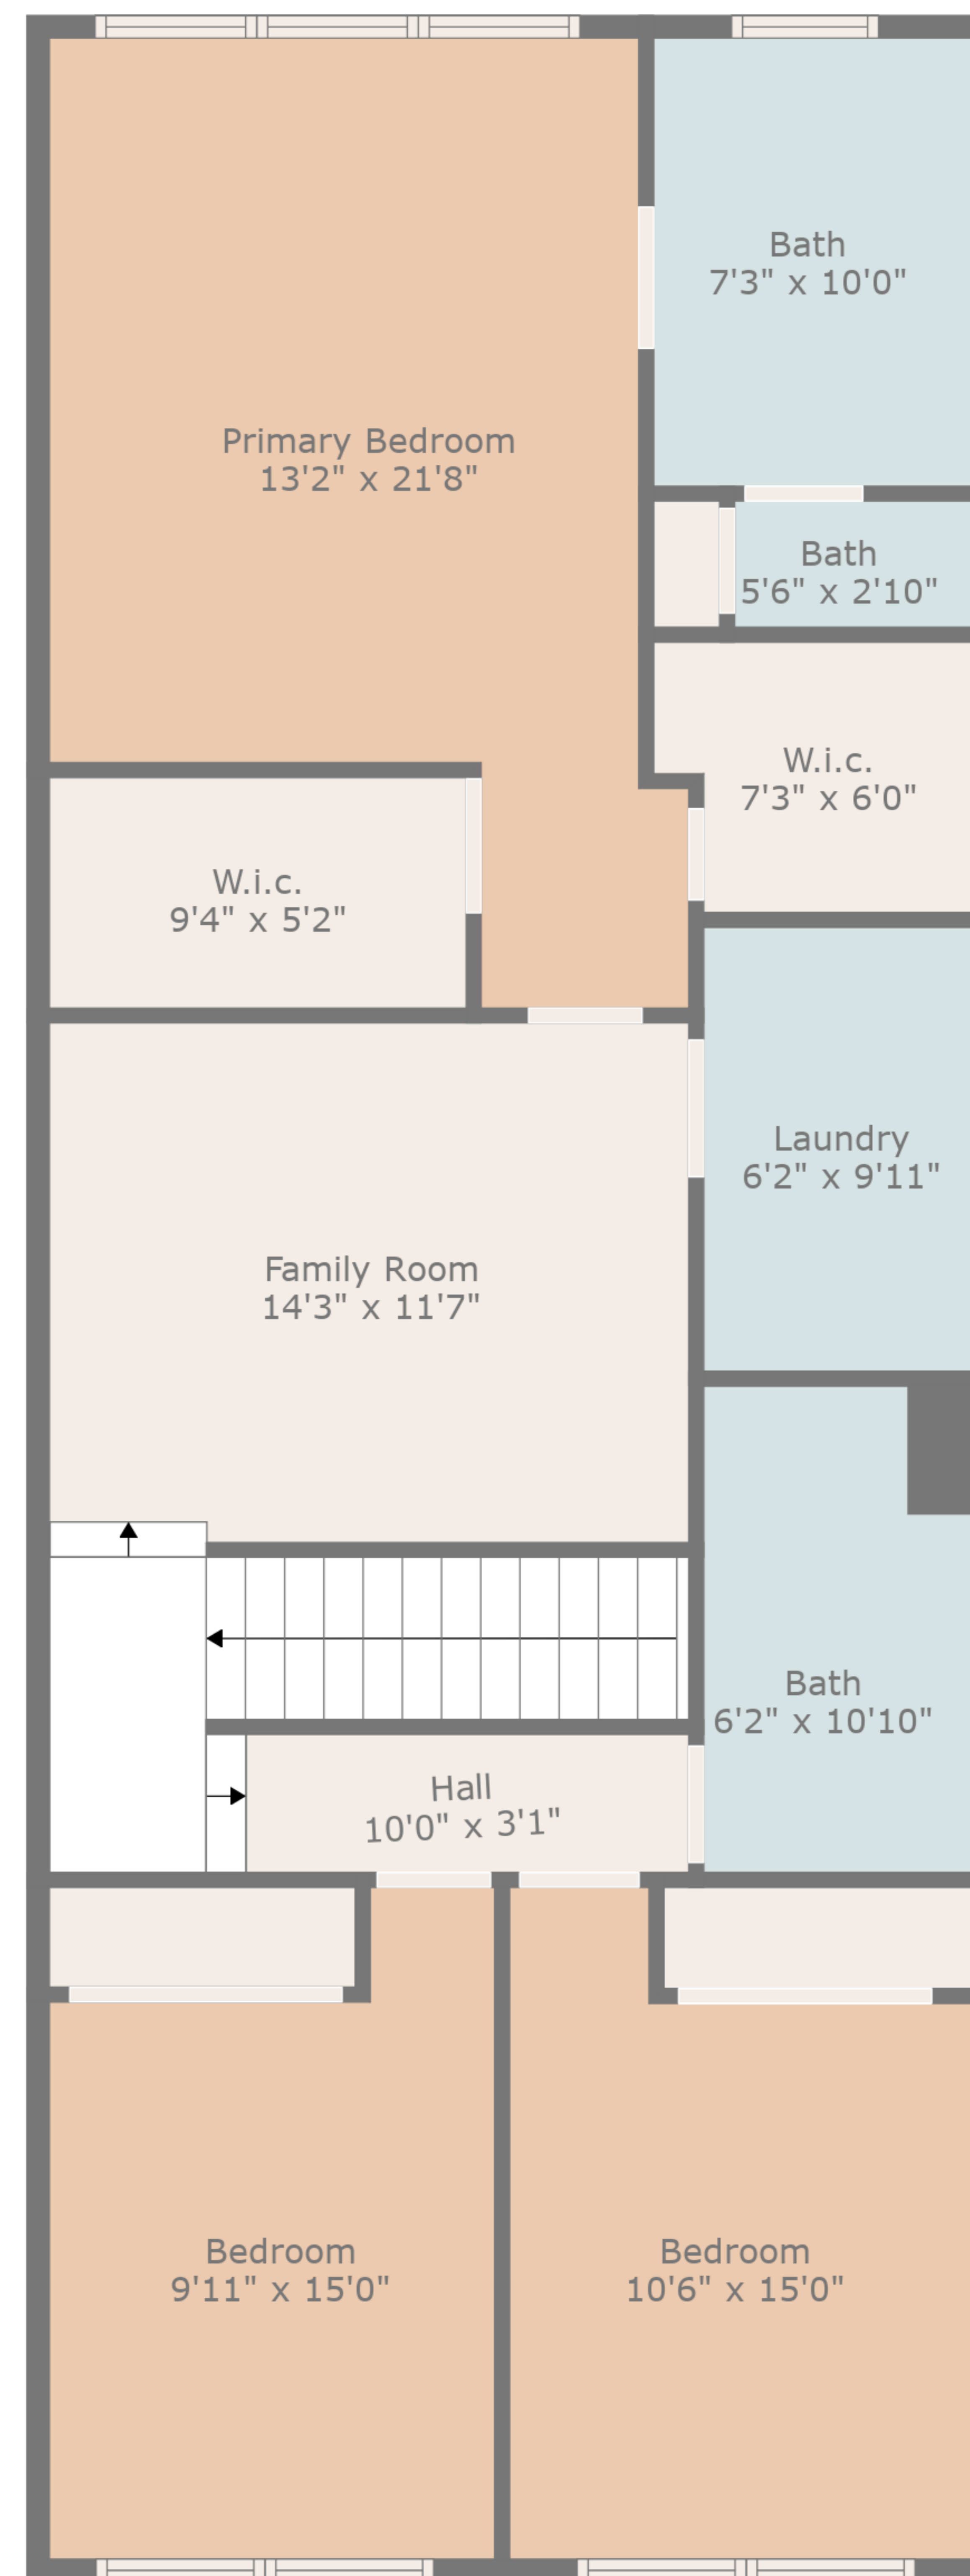 Bath
7'3" x 10'0"
Primary Bedroom
13'2" x 21'8"
Bath
5'6" x 2'10"
W.i.c.
7'3" x 6'0"
W.i.c.
9'4" x 5'2"
Laundry
6'2" x 9'11"
Family Room
14'3" x 11'7"
Bath
6'2" x 10'10"
Hall
10'0" x 3'1"
Bedroom
9'11" x 15'0"
Bedroom
10'6" x 15'0"